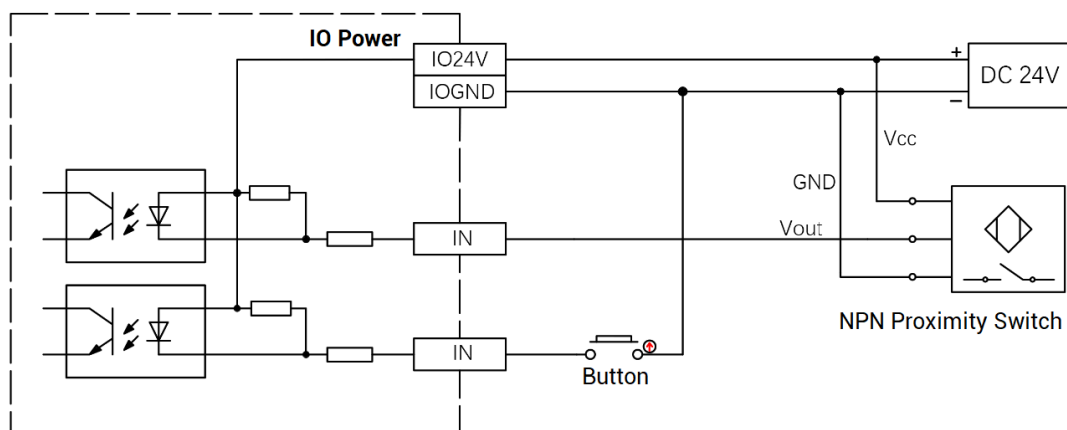 IO Power
IO24V
IOGND
+
DC 24V
−
Vcc
GND
IN
Vout
NPN Proximity Switch
IN
Button